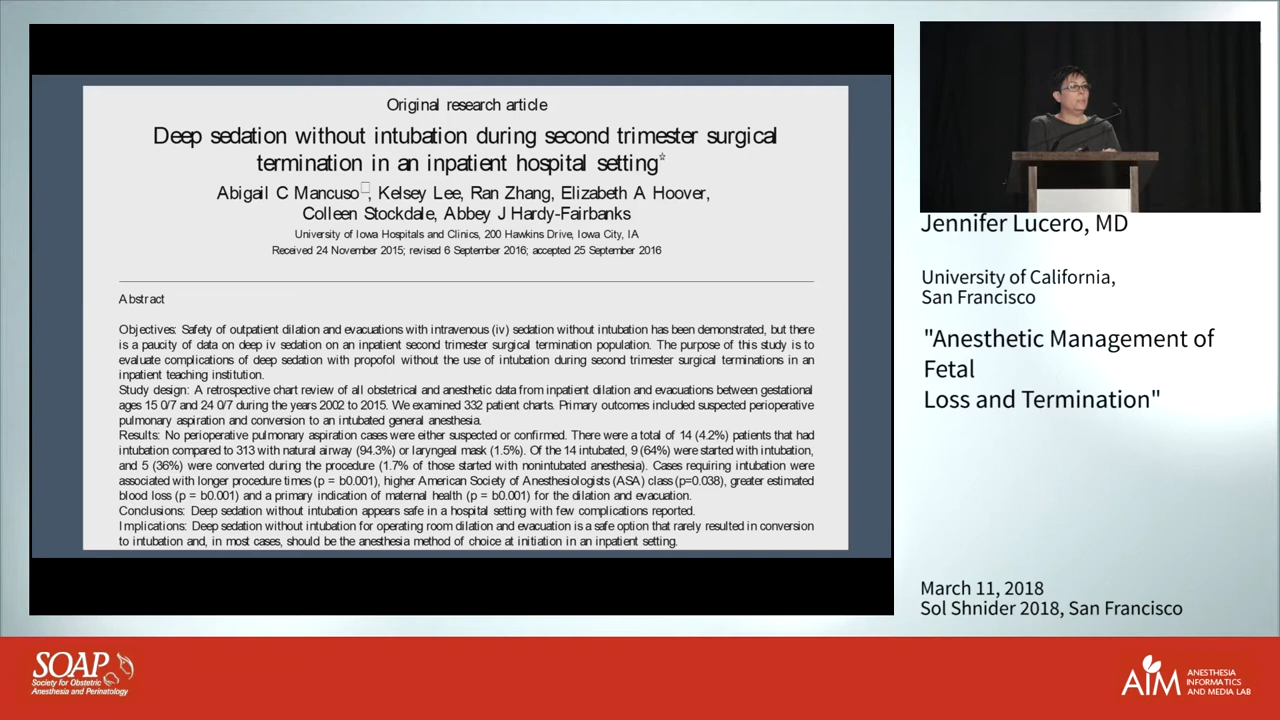 Original research article
Deep sedation without intubation during second trimester surgical
termination in an inpatient hospital setting☆
Abigail C Mancuso, Kelsey Lee, Ran Zhang, Elizabeth A Hoover,
Colleen Stockdale, Abbey J Hardy-Fairbanks
University of Iowa Hospitals and Clinics, 200 Hawkins Drive, Iowa City, IA
Received 24 November 2015; revised 6 September 2016; accepted 25 September 2016
Abstract
Objectives: Safety of outpatient dilation and evacuations with intravenous (iv) sedation without intubation has been demonstrated, but there
is a paucity of data on deep iv sedation on an inpatient second trimester surgical termination population. The purpose of this study is to
evaluate complications of deep sedation with propofol without the use of intubation during second trimester surgical terminations in an
inpatient teaching institution.
Study design: A retrospective chart review of all obstetrical and anesthetic data from inpatient dilation and evacuations between gestational
ages 15 0/7 and 24 0/7 during the years 2002 to 2015. We examined 332 patient charts. Primary outcomes included suspected perioperative
pulmonary aspiration and conversion to an intubated general anesthesia.
Results: No perioperative pulmonary aspiration cases were either suspected or confirmed. There were a total of 14 (4.2%) patients that had
intubation compared to 313 with natural airway (94.3%) or laryngeal mask (1.5%). Of the 14 intubated, 9 (64%) were started with intubation,
and 5 (36%) were converted during the procedure (1.7% of those started with nonintubated anesthesia). Cases requiring intubation were
associated with longer procedure times (p = b0.001), higher American Society of Anesthesiologists (ASA) class (p=0.038), greater estimated
blood loss (p = b0.001) and a primary indication of maternal health (p = b0.001) for the dilation and evacuation.
Conclusions: Deep sedation without intubation appears safe in a hospital setting with few complications reported.
Implications: Deep sedation without intubation for operating room dilation and evacuation is a safe option that rarely resulted in conversion
to intubation and, in most cases, should be the anesthesia method of choice at initiation in an inpatient setting.
Jennifer Lucero, MD
University of California,
San Francisco
"Anesthetic Management of
Fetal
Loss and Termination"
March 11, 2018
Sol Shnider 2018, San Francisco
SOAP
Society for Obstetric
Anesthesia and Perinatology
AIM
ANESTHESIA
INFORMATICS
AND MEDIA LAB